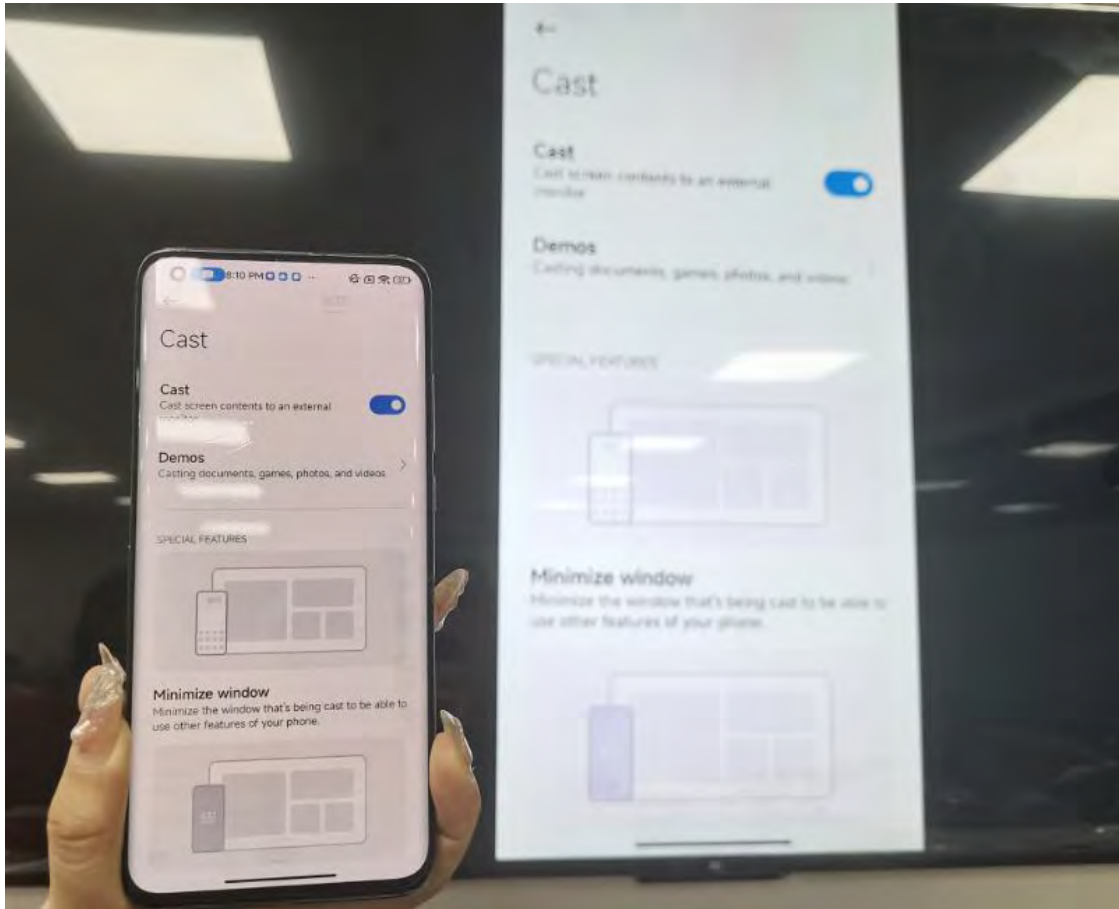 8:10 PM
Cast
Cast
Cast screen contents to an external
monitor
Demos
Casting documents, games, photos, and videos
SPECIAL FEATURES
Minimize window
Minimize the window that's being cast to be able to
use other features of your phone.
Cast
Cast
Cast screen contents to an external
monitor
Demos
Casting documents, games, photos, and videos
SPECIAL FEATURES
Minimize window
Minimize the window that's being cast to be able to
use other features of your phone.